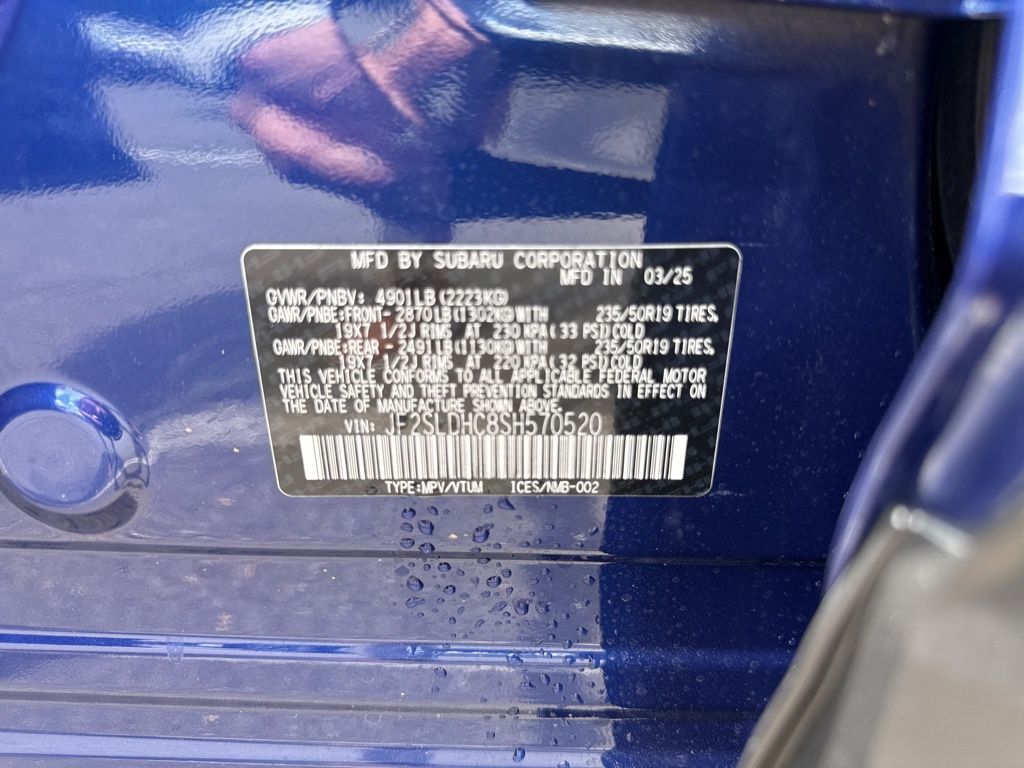 MFD BY SUBARU CORPORATION
MFD IN 03/25
GVWR/PNBV: 4901LB(2223KG)
GAWR/PNBE:FRONT- 2870LB(1302KG)WITH 235/50R19 TIRES,
19X7 1/2J RIMS AT 230 KPA(33 PSI)COLD
GAWR/PNBE:REAR - 2491LB(1130KG)WITH 235/50R19 TIRES,
19X7 1/2J RIMS AT 220 KPA(32 PSI)COLD
THIS VEHICLE CONFORMS TO ALL APPLICABLE FEDERAL MOTOR
VEHICLE SAFETY AND THEFT PREVENTION STANDARDS IN EFFECT ON
THE DATE OF MANUFACTURE SHOWN ABOVE.
VIN: JF2SLDHC8SH570520
TYPE:MPV/VTUM ICES/NMB-002